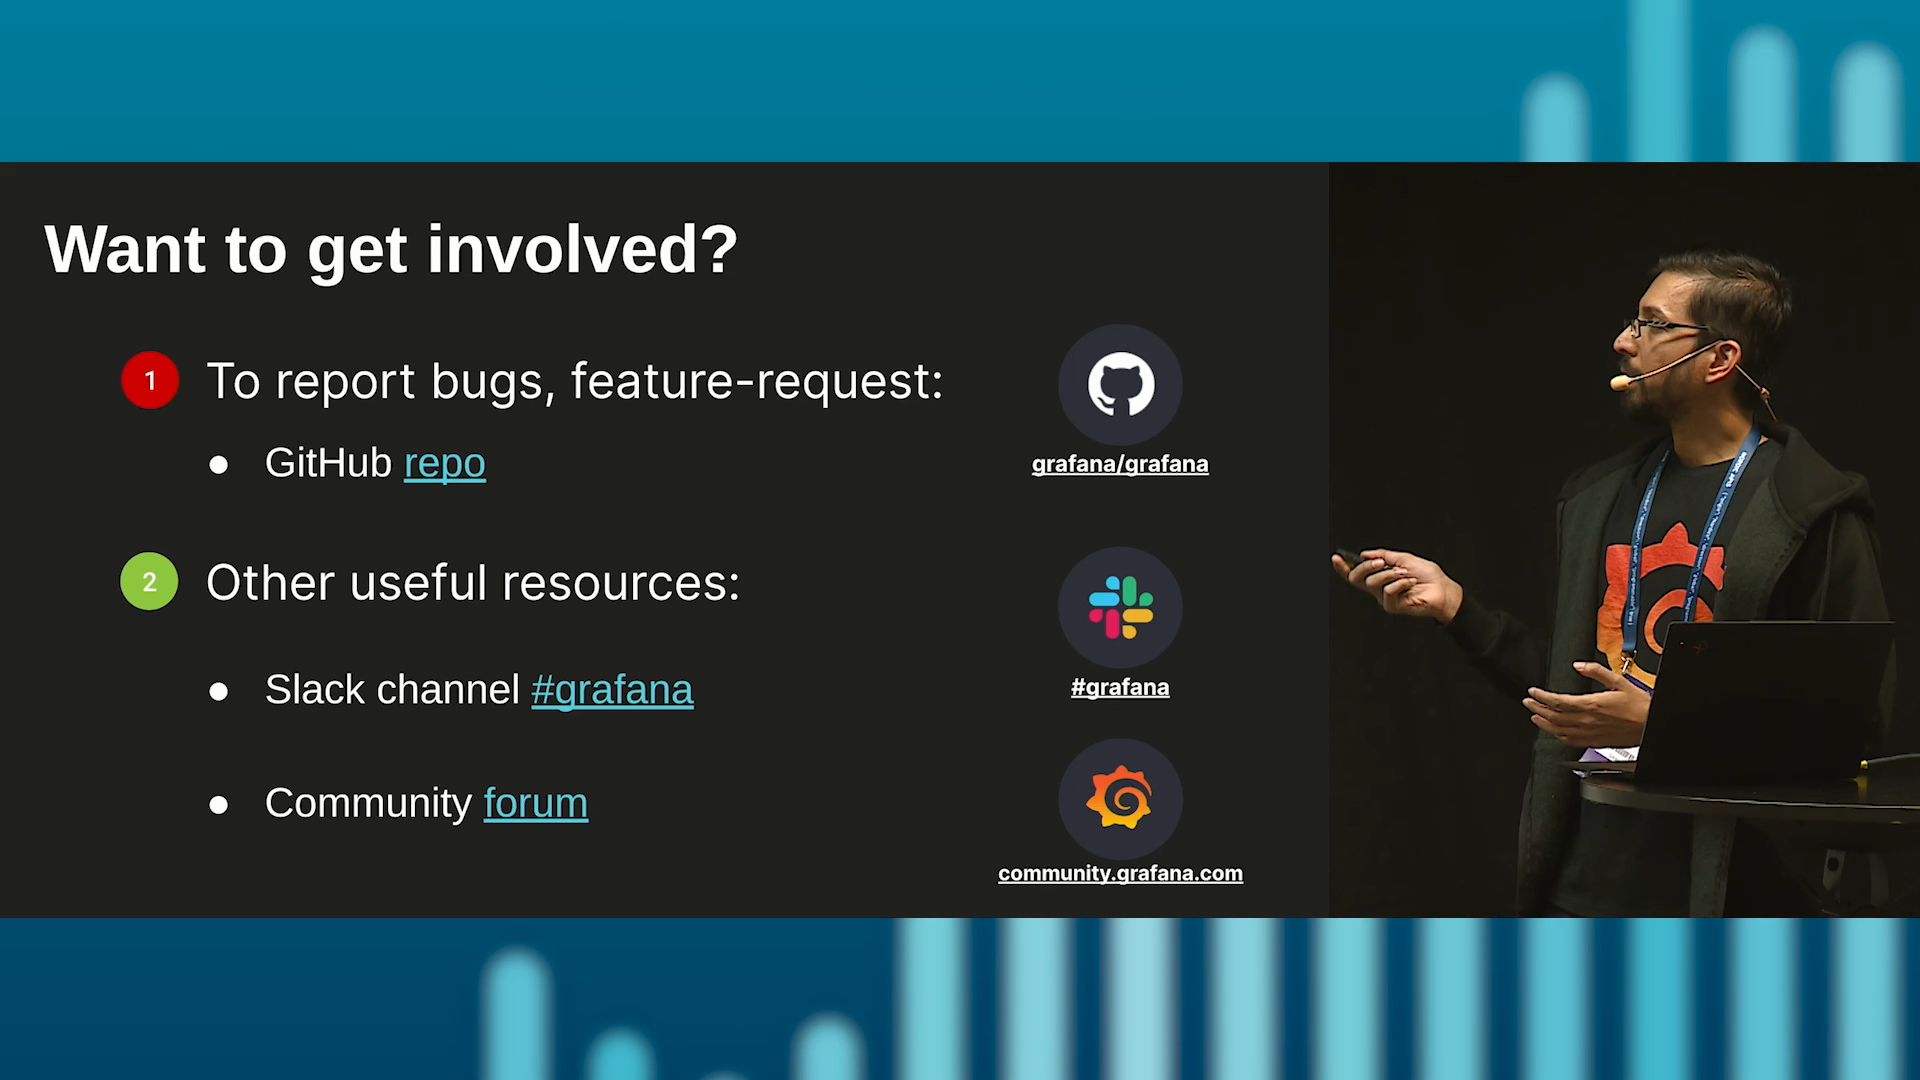 Want to get involved?
1 To report bugs, feature-request:
● GitHub repo
grafana/grafana
2 Other useful resources:
● Slack channel #grafana
#grafana
● Community forum
community.grafana.com